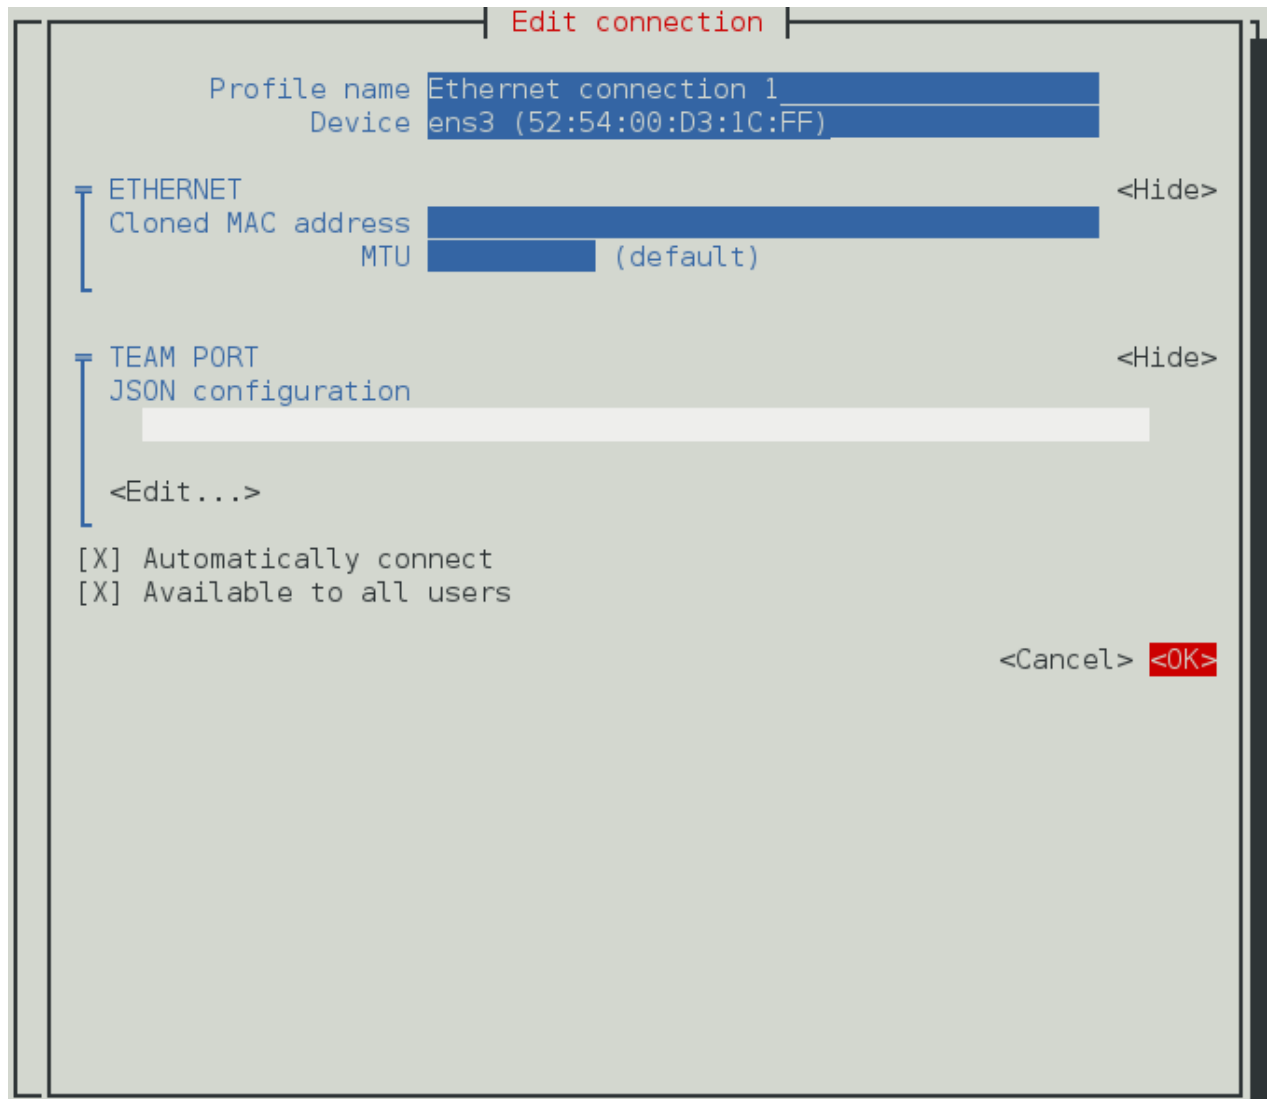 Edit connection
Profile name Ethernet connection 1
Device ens3 (52:54:00:D3:1C:FF)
ETHERNET <Hide>
Cloned MAC address
MTU (default)
TEAM PORT <Hide>
JSON configuration
<Edit...>
[X] Automatically connect
[X] Available to all users
<Cancel> <OK>